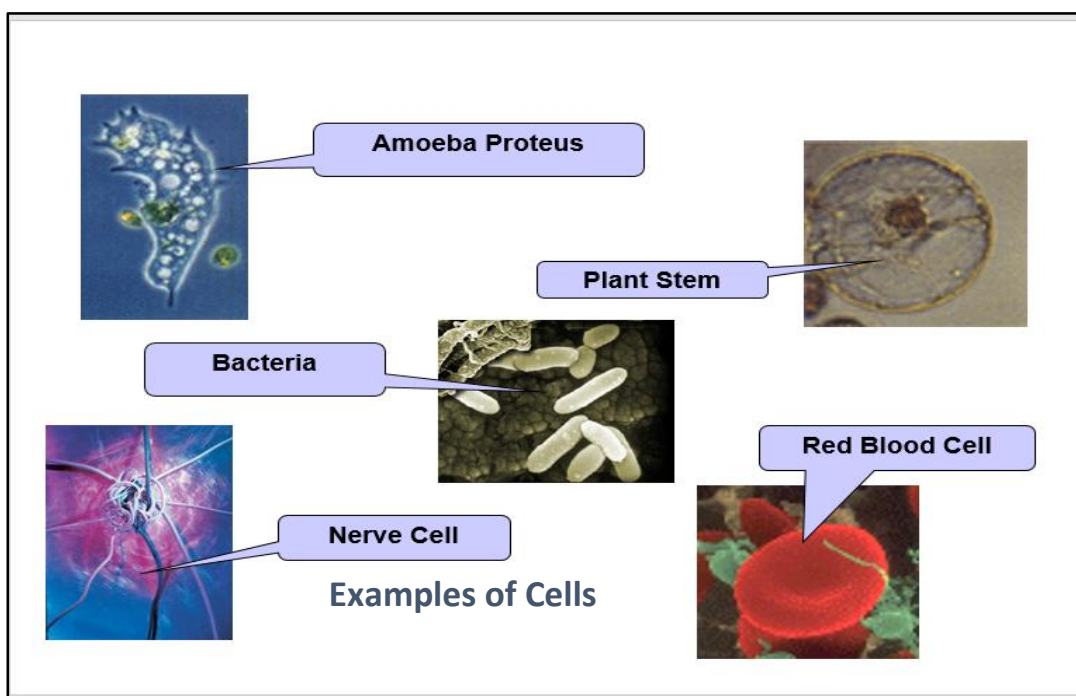 Amoeba Proteus
Plant Stem
Bacteria
Red Blood Cell
Nerve Cell
Examples of Cells